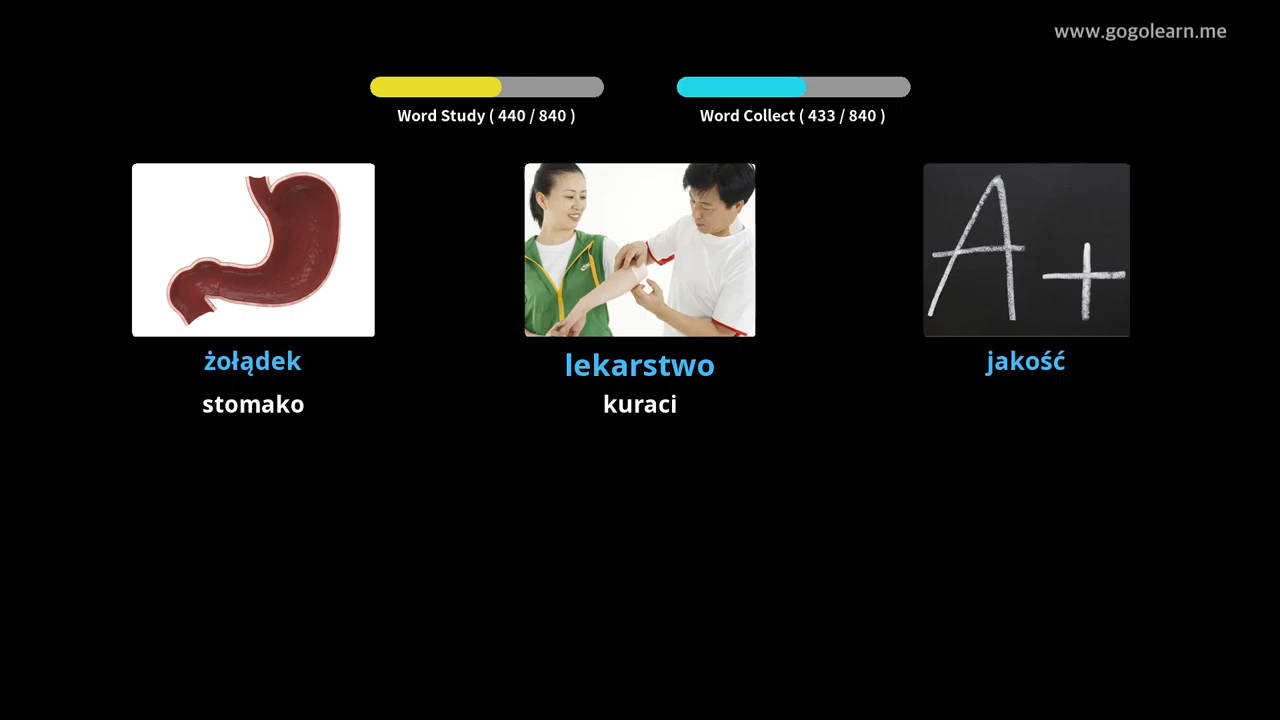 www.gogolearn.me
Word Study ( 440 / 840 )
Word Collect ( 433 / 840 )
A+
żołądek
lekarstwo
jakość
stomako
kuraci